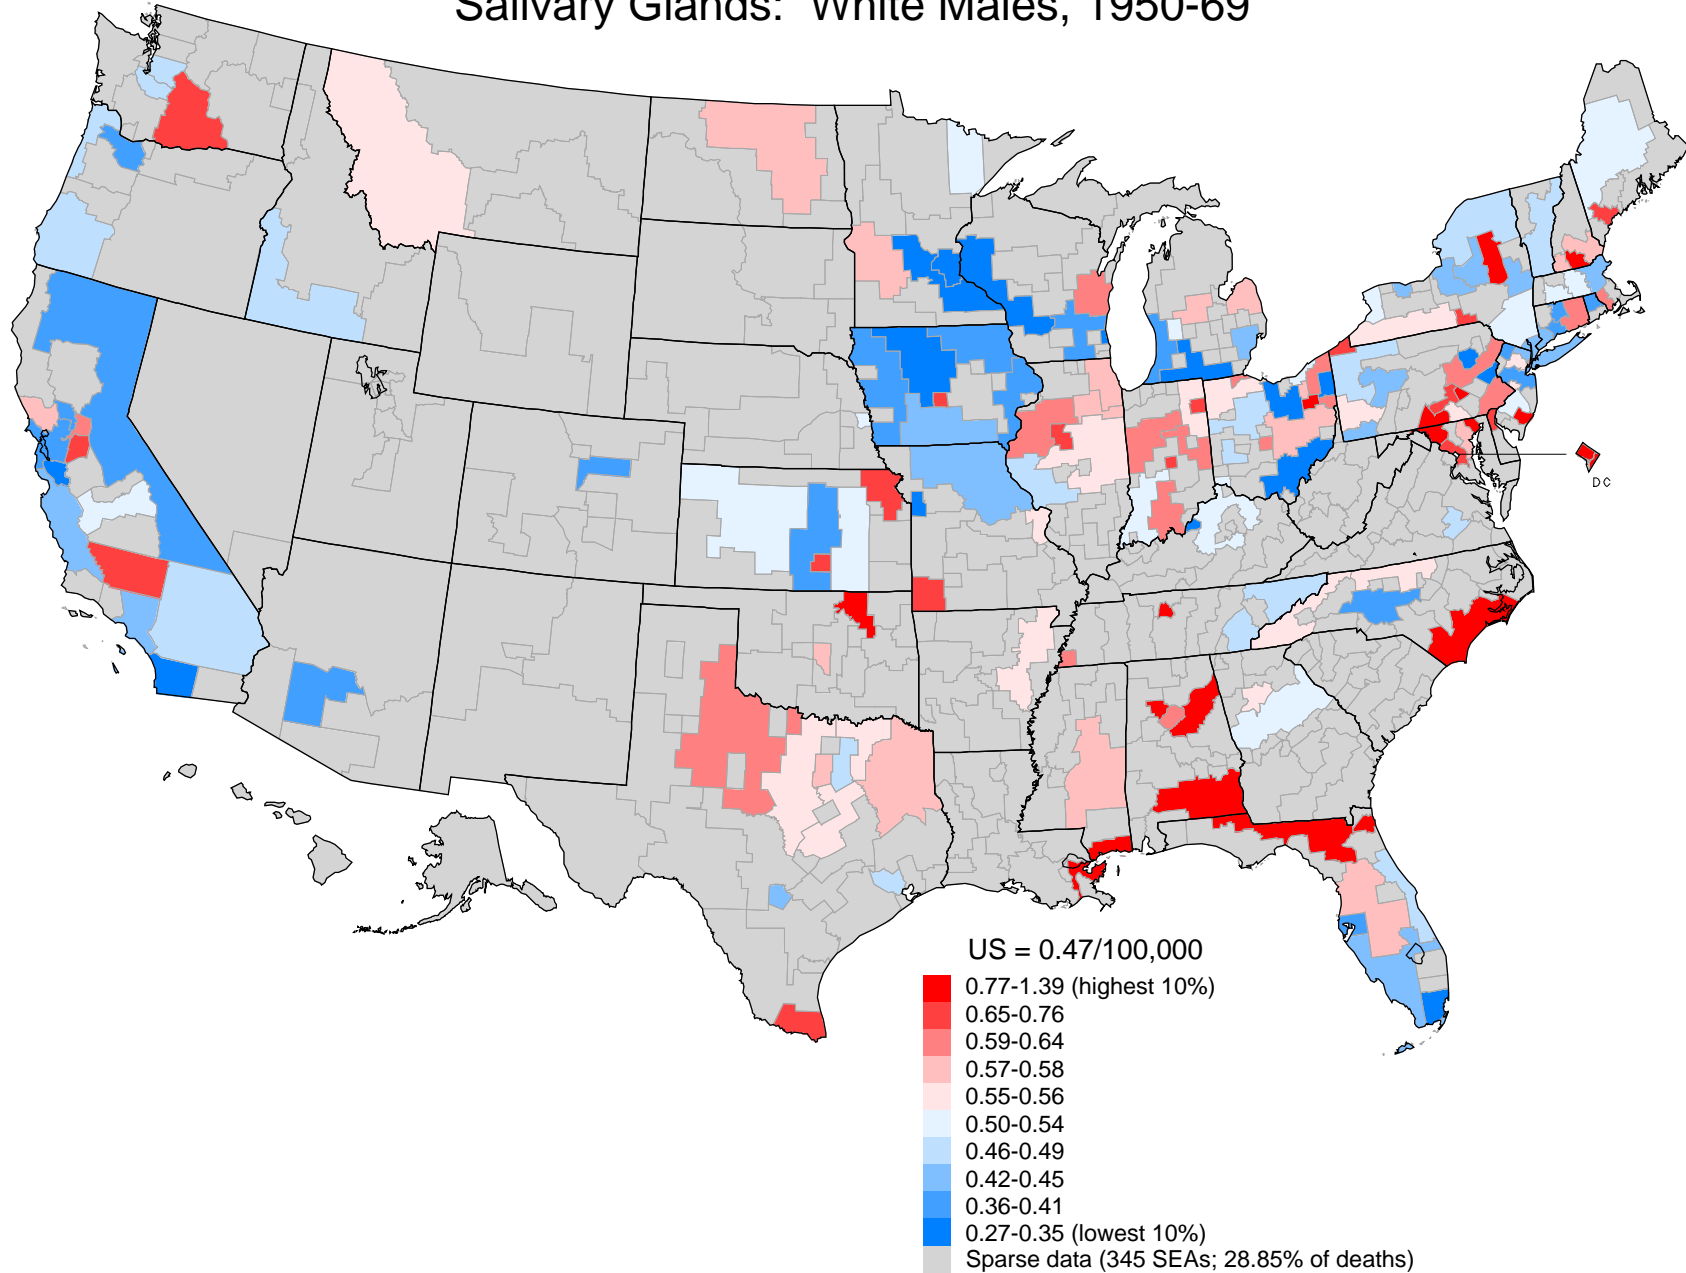 Salivary Glands: White Males, 1950-69
DC
US = 0.47/100,000
0.77-1.39 (highest 10%)
0.65-0.76
0.59-0.64
0.57-0.58
0.55-0.56
0.50-0.54
0.46-0.49
0.42-0.45
0.36-0.41
0.27-0.35 (lowest 10%)
Sparse data (345 SEAs; 28.85% of deaths)